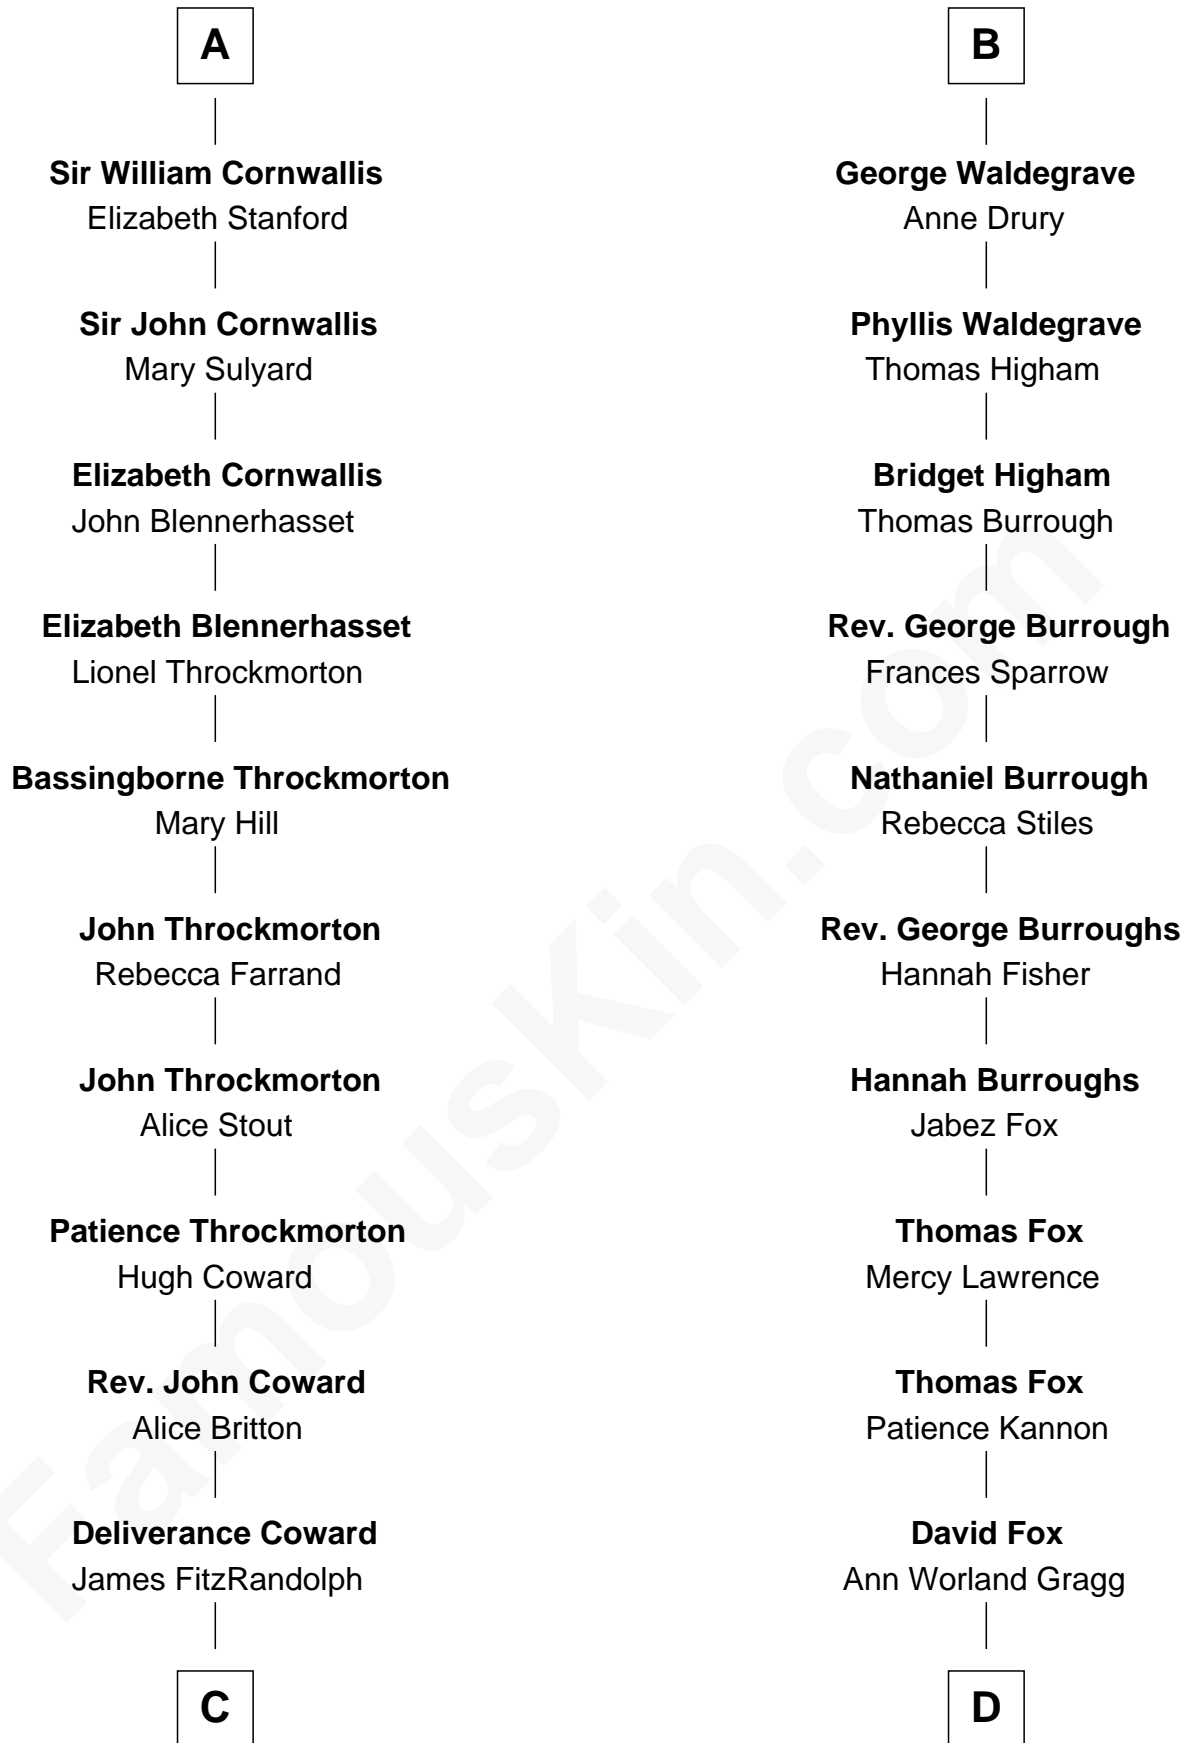 A
Sir William Cornwallis
Elizabeth Stanford
Sir John Cornwallis
Mary Sulyard
Elizabeth Cornwallis
John Blennerhasset
Elizabeth Blennerhasset
Lionel Throckmorton
Bassingborne Throckmorton
Mary Hill
John Throckmorton
Rebecca Farrand
John Throckmorton
Alice Stout
Patience Throckmorton
Hugh Coward
Rev. John Coward
Alice Britton
Deliverance Coward
James FitzRandolph
C
B
George Waldegrave
Anne Drury
Phyllis Waldegrave
Thomas Higham
Bridget Higham
Thomas Burrough
Rev. George Burrough
Frances Sparrow
Nathaniel Burrough
Rebecca Stiles
Rev. George Burroughs
Hannah Fisher
Hannah Burroughs
Jabez Fox
Thomas Fox
Mercy Lawrence
Thomas Fox
Patience Kannon
David Fox
Ann Worland Gragg
D
FamousKin.com